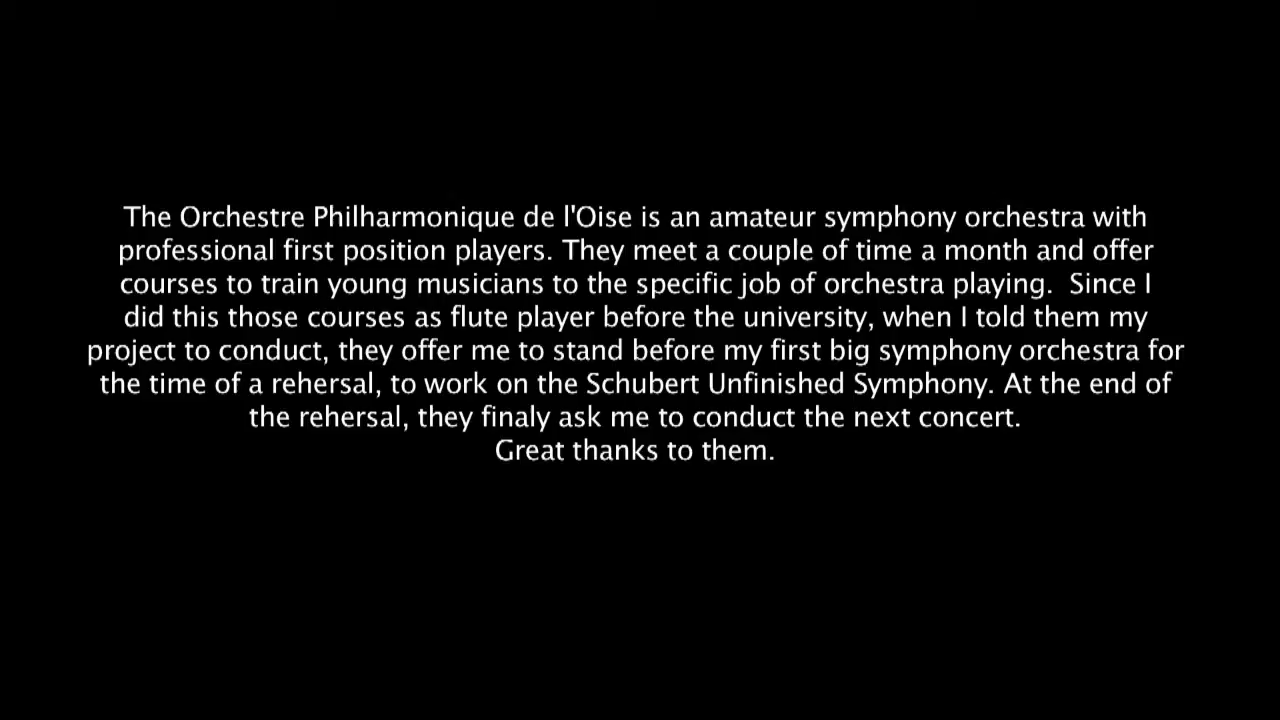 The Orchestre Philharmonique de l'Oise is an amateur symphony orchestra with
professional first position players. They meet a couple of time a month and offer
courses to train young musicians to the specific job of orchestra playing.  Since I
did this those courses as flute player before the university, when I told them my
project to conduct, they offer me to stand before my first big symphony orchestra for
the time of a rehersal, to work on the Schubert Unfinished Symphony. At the end of
the rehersal, they finaly ask me to conduct the next concert.
Great thanks to them.